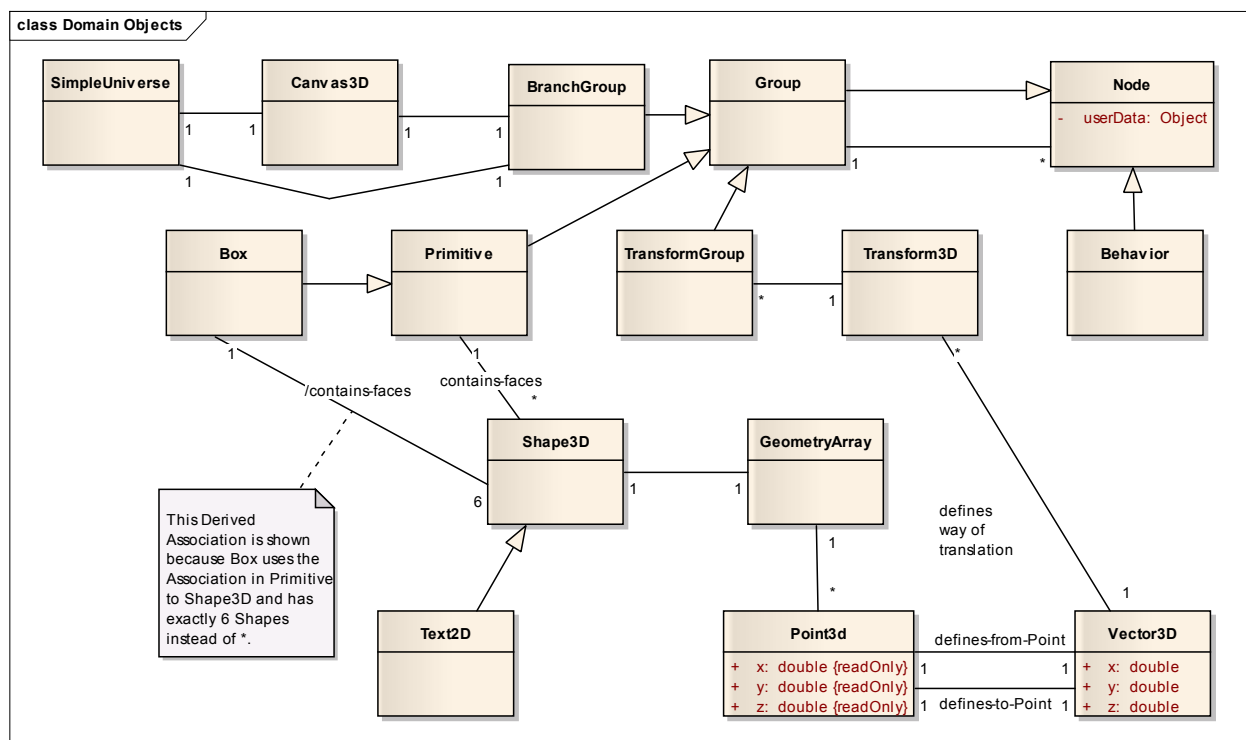 class Domain Objects
SimpleUniverse
Canvas3D
BranchGroup
Group
Node
- userData: Object
1
1
1
1
1
*
1
1
Box
Primitive
TransformGroup
Transform3D
Behavior
*
1
1
1
*
/contains-faces
contains-faces
*
Shape3D
GeometryArray
6
1
1
This Derived
Association is shown
because Box uses the
Association in Primitive
to Shape3D and has
exactly 6 Shapes
instead of *.
defines
way of
translation
1
*
1
Text2D
Point3d
+ x: double {readOnly}
+ y: double {readOnly}
+ z: double {readOnly}
defines-from-Point
1
1
1
defines-to-Point
1
Vector3D
+ x: double
+ y: double
+ z: double